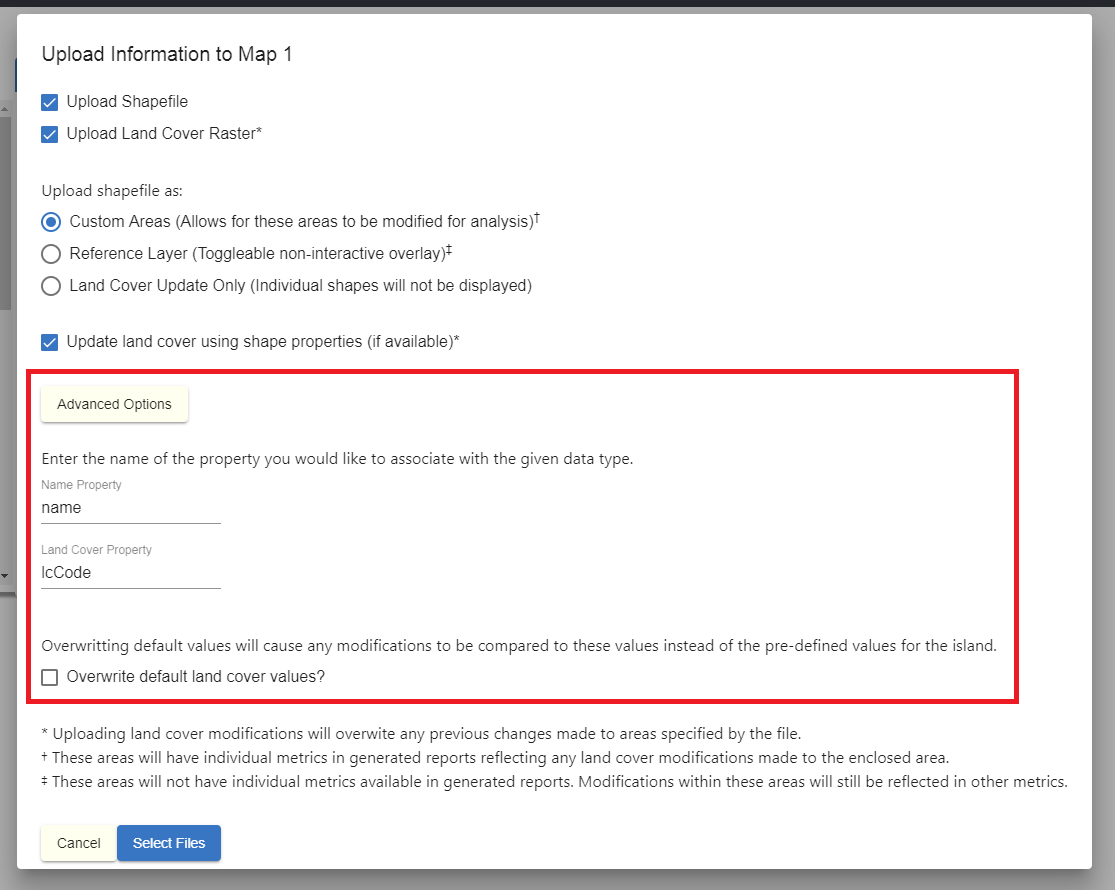 Upload Information to Map 1
Upload Shapefile
Upload Land Cover Raster*
Upload shapefile as:
Custom Areas (Allows for these areas to be modified for analysis)†
Reference Layer (Toggleable non-interactive overlay)‡
Land Cover Update Only (Individual shapes will not be displayed)
Update land cover using shape properties (if available)*
Advanced Options
Enter the name of the property you would like to associate with the given data type.
Name Property
name
Land Cover Property
lcCode
Overwritting default values will cause any modifications to be compared to these values instead of the pre-defined values for the island.
Overwrite default land cover values?
* Uploading land cover modifications will overwite any previous changes made to areas specified by the file.
† These areas will have individual metrics in generated reports reflecting any land cover modifications made to the enclosed area.
‡ These areas will not have individual metrics available in generated reports. Modifications within these areas will still be reflected in other metrics.
Cancel
Select Files